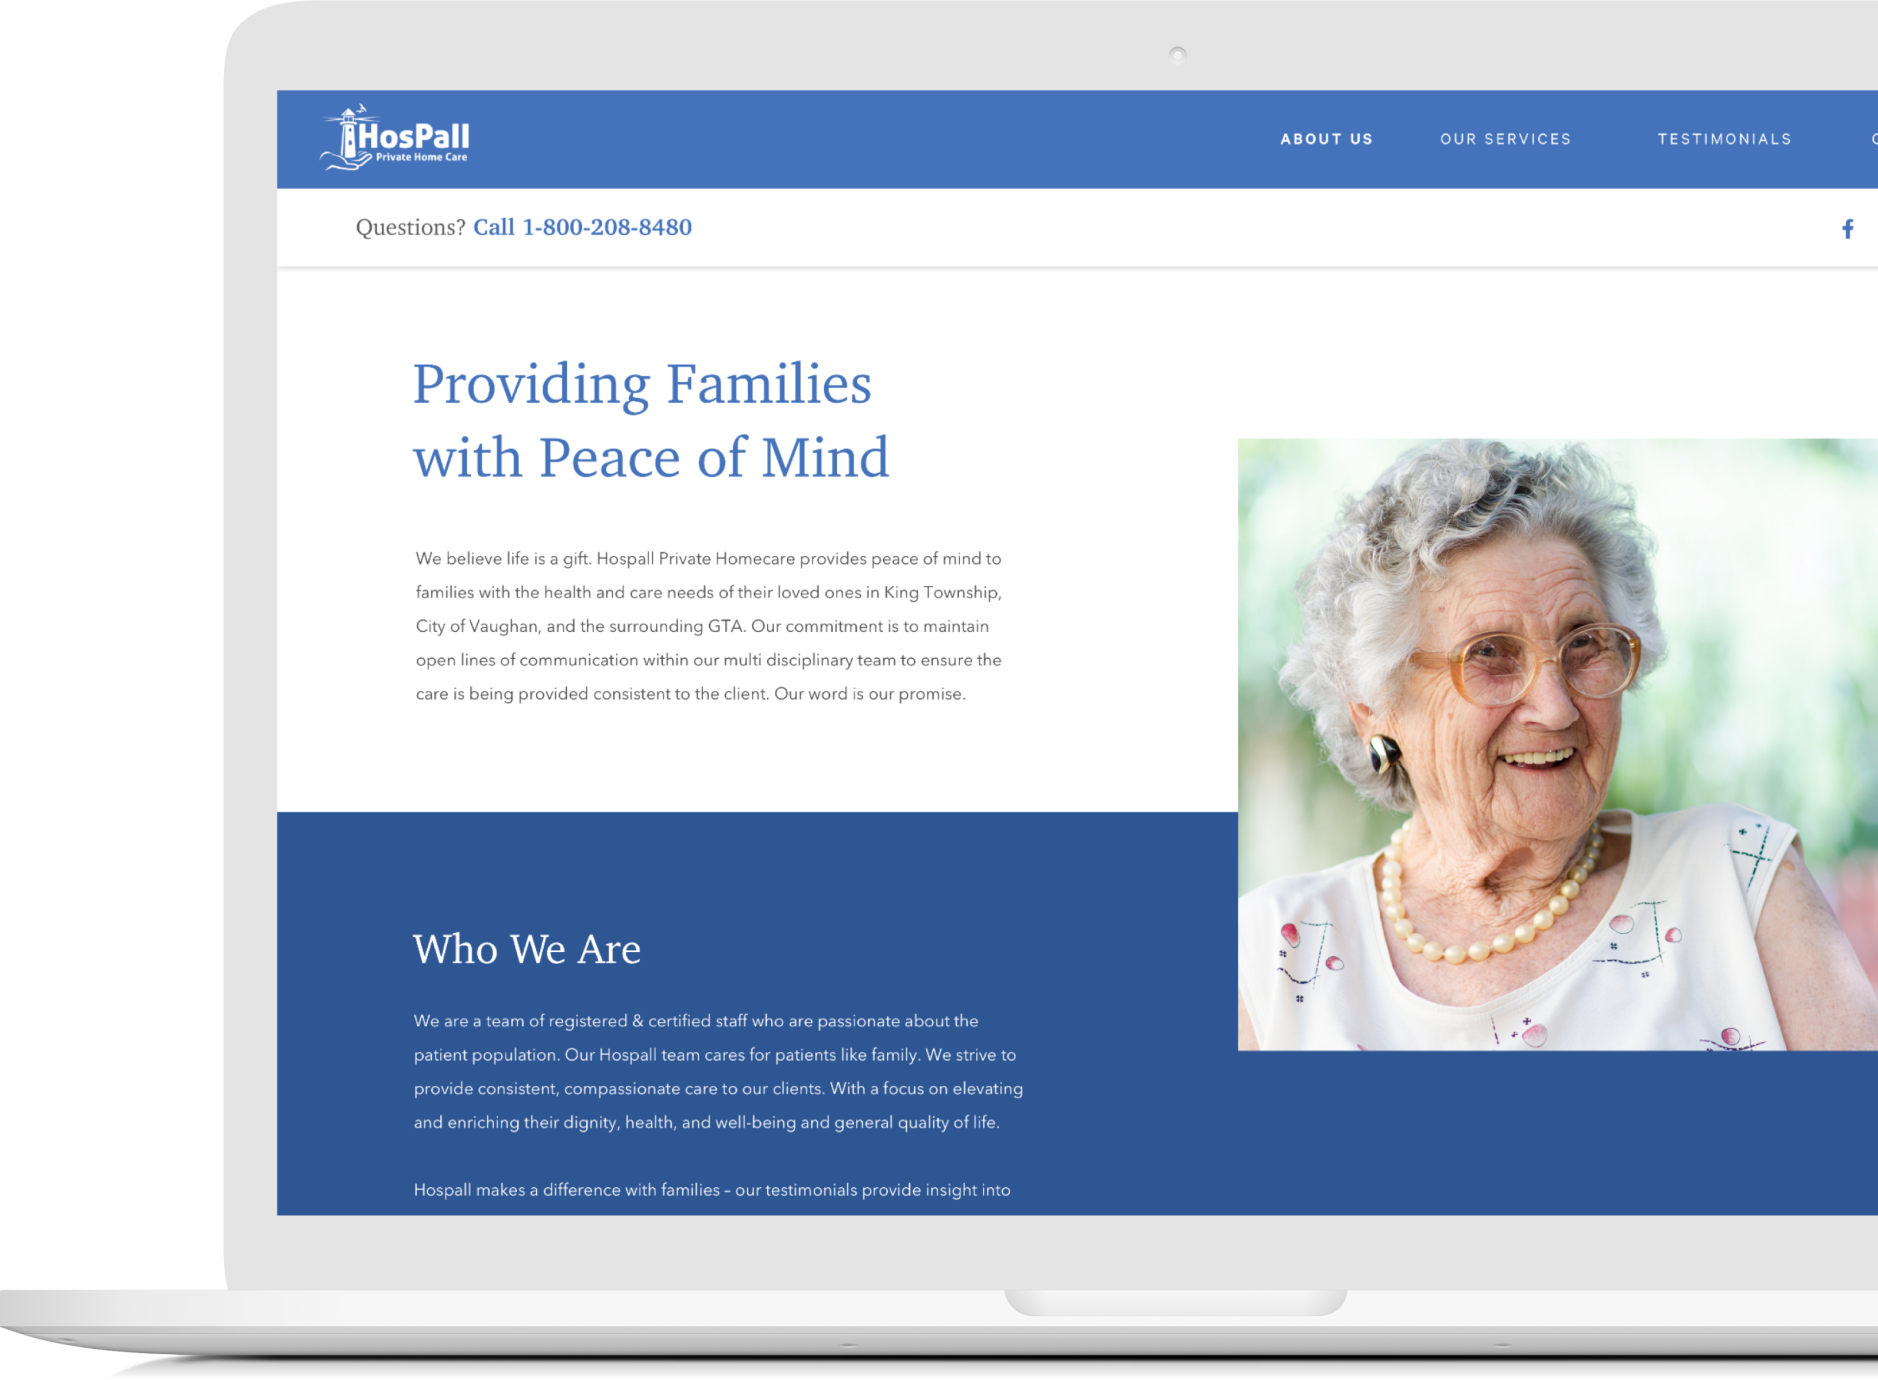 HosPall
Private Home Care
ABOUT US
OUR SERVICES
TESTIMONIALS
Questions? Call 1-800-208-8480
Providing Families
with Peace of Mind
We believe life is a gift. Hospall Private Homecare provides peace of mind to
families with the health and care needs of their loved ones in King Township,
City of Vaughan, and the surrounding GTA. Our commitment is to maintain
open lines of communication within our multi disciplinary team to ensure the
care is being provided consistent to the client. Our word is our promise.
Who We Are
We are a team of registered & certified staff who are passionate about the
patient population. Our Hospall team cares for patients like family. We strive to
provide consistent, compassionate care to our clients. With a focus on elevating
and enriching their dignity, health, and well-being and general quality of life.
Hospall makes a difference with families – our testimonials provide insight into